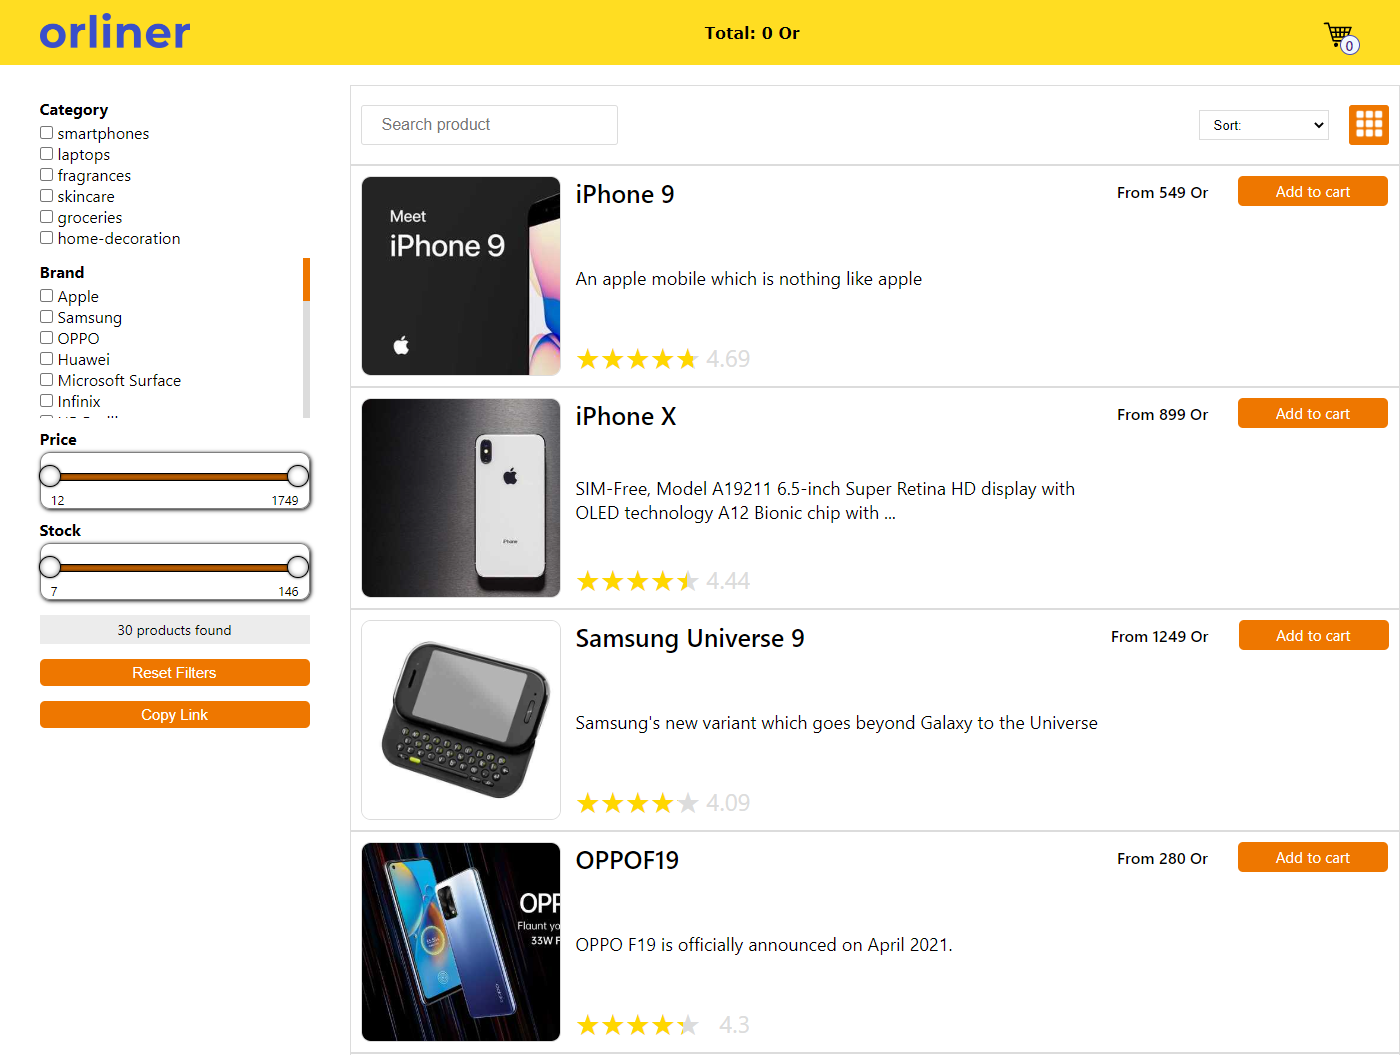 orliner
Total: 0 Or
0
Category
smartphones
laptops
fragrances
skincare
groceries
home-decoration
Brand
Apple
Samsung
OPPO
Huawei
Microsoft Surface
Infinix
Price
12 1749
Stock
7 146
30 products found
Reset Filters
Copy Link
Search product
Sort:
Meet
iPhone 9
iPhone 9
From 549 Or
Add to cart
An apple mobile which is nothing like apple
4.69
iPhone
iPhone X
From 899 Or
Add to cart
SIM-Free, Model A19211 6.5-inch Super Retina HD display with
OLED technology A12 Bionic chip with ...
4.44
Samsung Universe 9
From 1249 Or
Add to cart
Samsung's new variant which goes beyond Galaxy to the Universe
4.09
OPP
Flaunt yo
33W F
OPPOF19
From 280 Or
Add to cart
OPPO F19 is officially announced on April 2021.
4.3